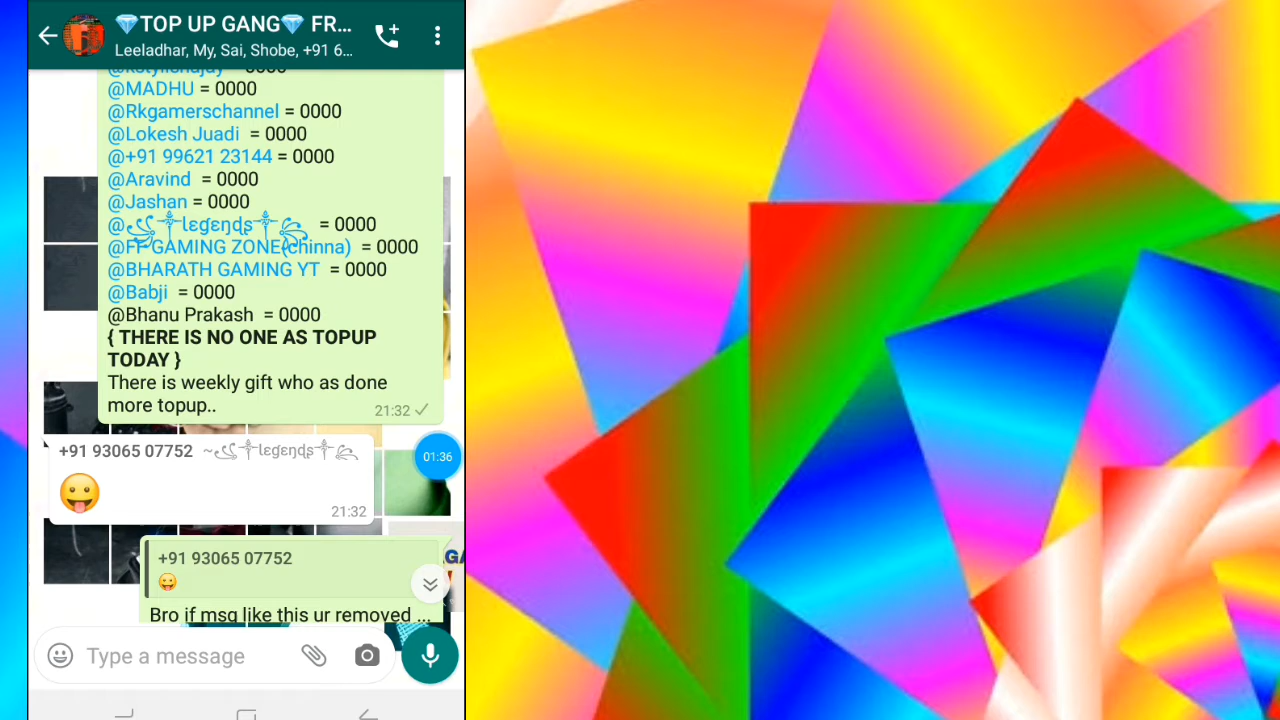 💎TOP UP GANG💎 FR...
Leeladhar, My, Sai, Shobe, +91 6...
@MADHU = 0000
@Rkgamerschannel = 0000
@Lokesh Juadi = 0000
@+91 99621 23144 = 0000
@Aravind = 0000
@Jashan = 0000
@꧁༒lɛɠɛŋɖʂ༒꧂ = 0000
@FF GAMING ZONE(chinna) = 0000
@BHARATH GAMING YT = 0000
@Babji = 0000
@Bhanu Prakash = 0000
{ THERE IS NO ONE AS TOPUP
TODAY }
There is weekly gift who as done
more topup..
21:32
+91 93065 07752 ~꧁༒lɛɠɛŋɖʂ༒꧂
01:36
😛
21:32
+91 93065 07752
😛
Bro if msg like this ur removed ...
Type a message